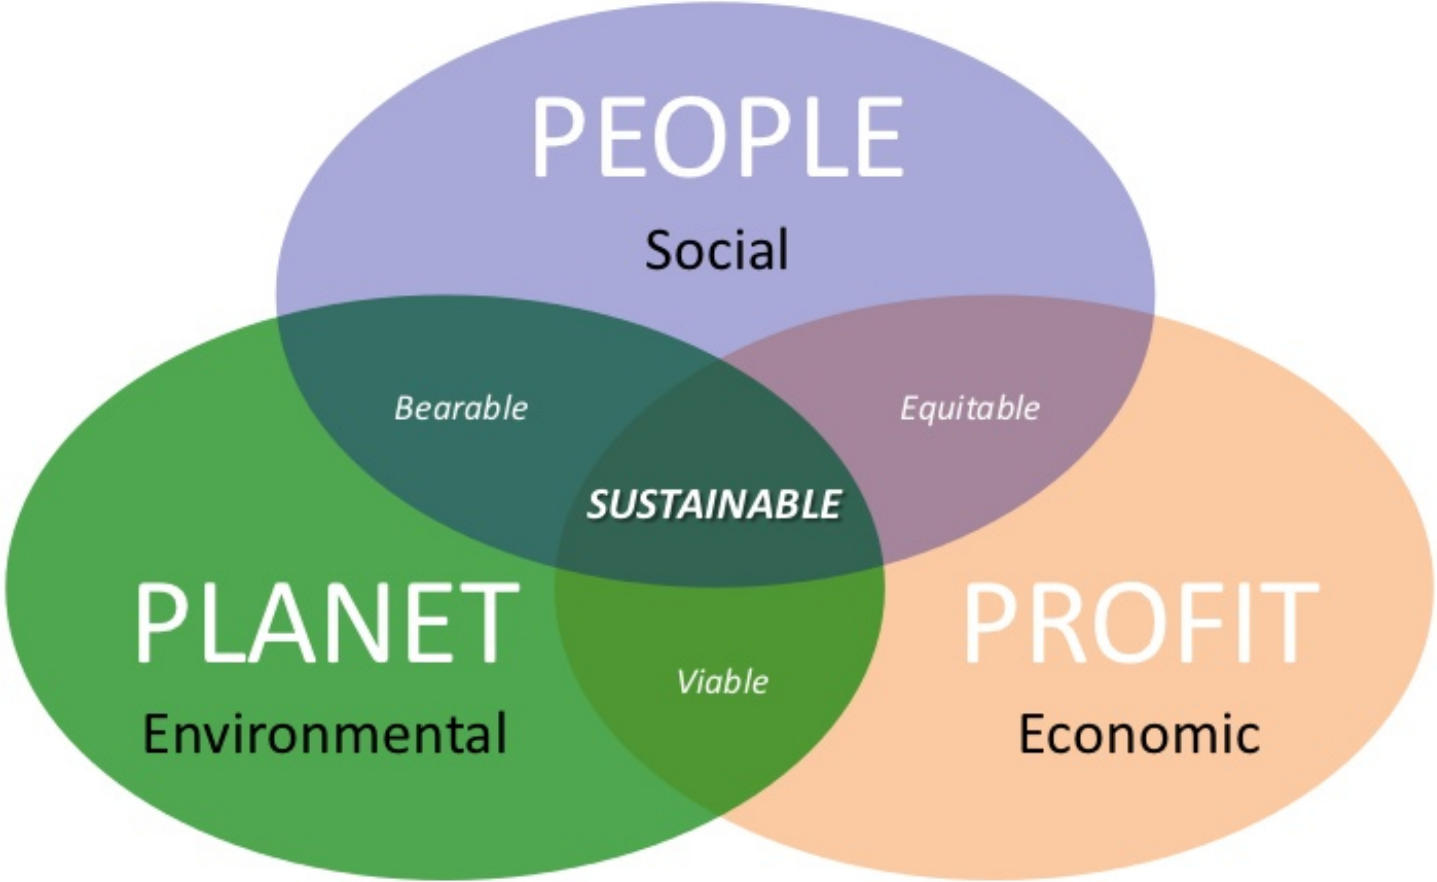 PEOPLE
Social
Bearable
Equitable
SUSTAINABLE
PLANET
PROFIT
Viable
Environmental
Economic